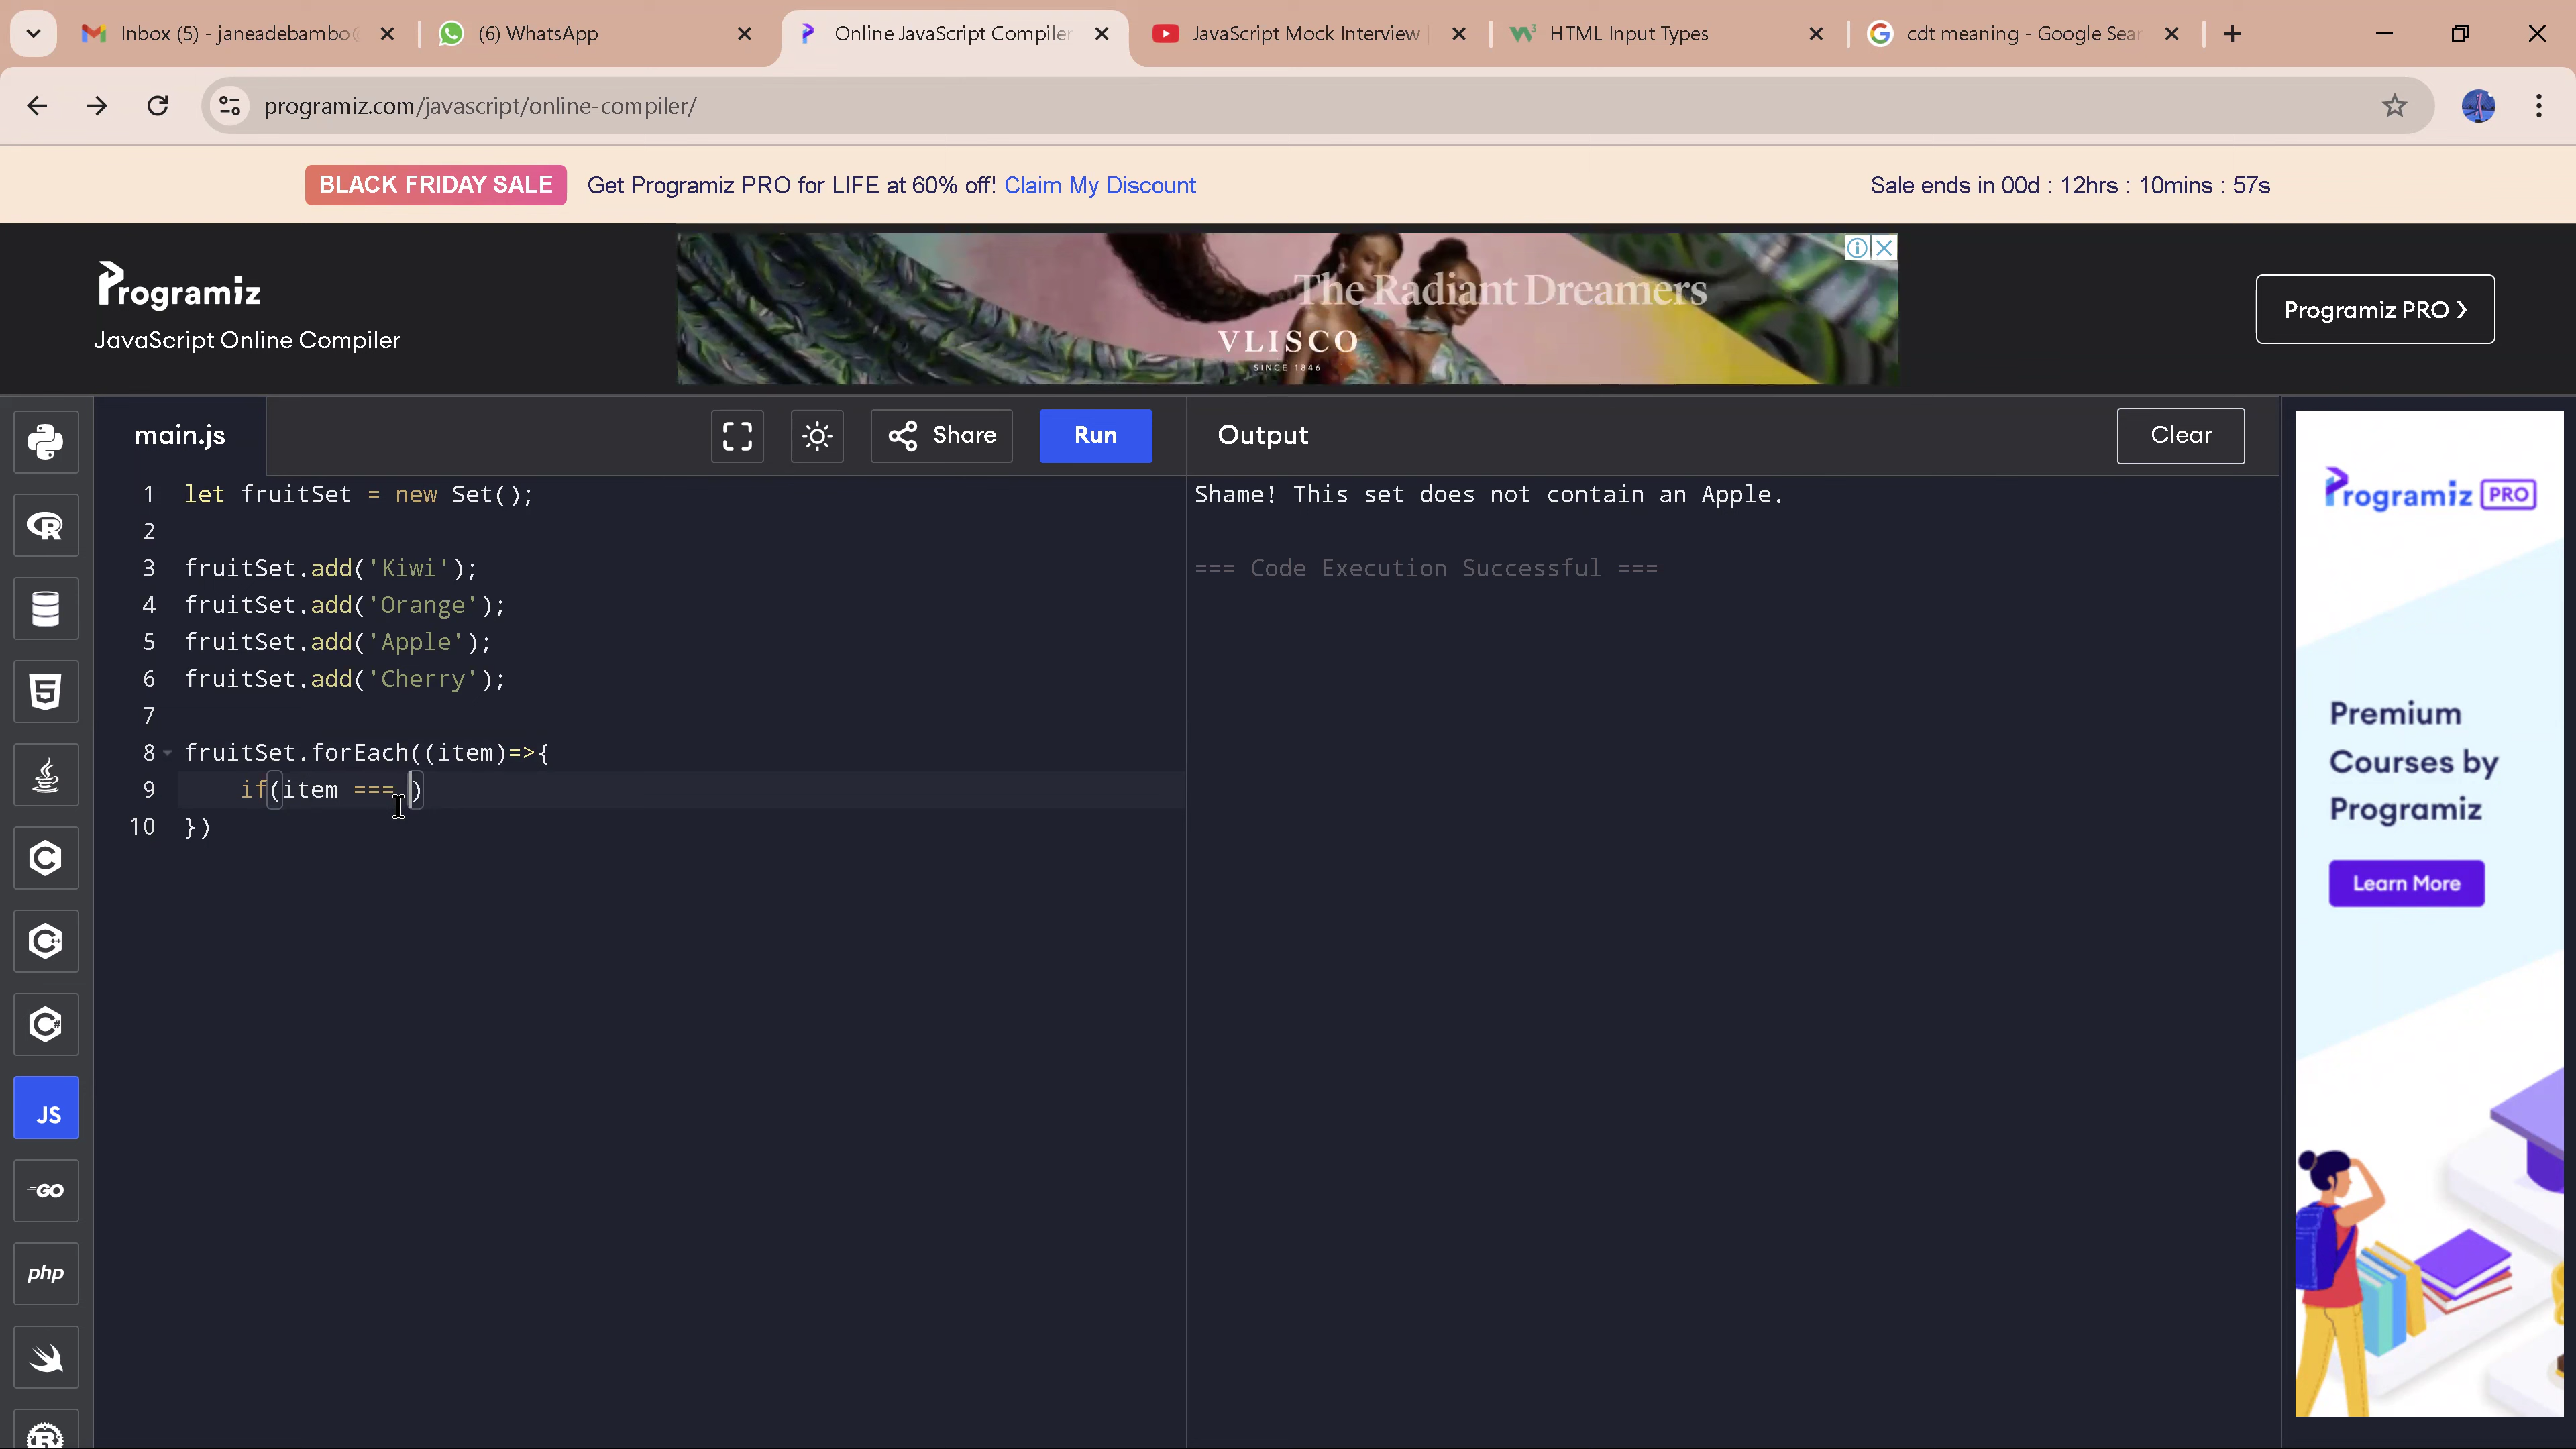 Inbox (5) - janeadebambo@
(6) WhatsApp
Online JavaScript Compiler
JavaScript Mock Interview |
HTML Input Types
cdt meaning - Google Sear
programiz.com/javascript/online-compiler/
BLACK FRIDAY SALE
Get Programiz PRO for LIFE at 60% off! Claim My Discount
Sale ends in 00d : 12hrs : 10mins : 57s
Programiz
JavaScript Online Compiler
The Radiant Dreamers
VLISCO
SINCE 1846
Programiz PRO ❯
main.js
Share
Run
Output
Clear
1 let fruitSet = new Set();
2
3 fruitSet.add('Kiwi');
4 fruitSet.add('Orange');
5 fruitSet.add('Apple');
6 fruitSet.add('Cherry');
7
8 fruitSet.forEach((item)=>{
9 if(item === )
10 })
Shame! This set does not contain an Apple.
=== Code Execution Successful ===
JS
GO
php
Programiz PRO
Premium
Courses by
Programiz
Learn More